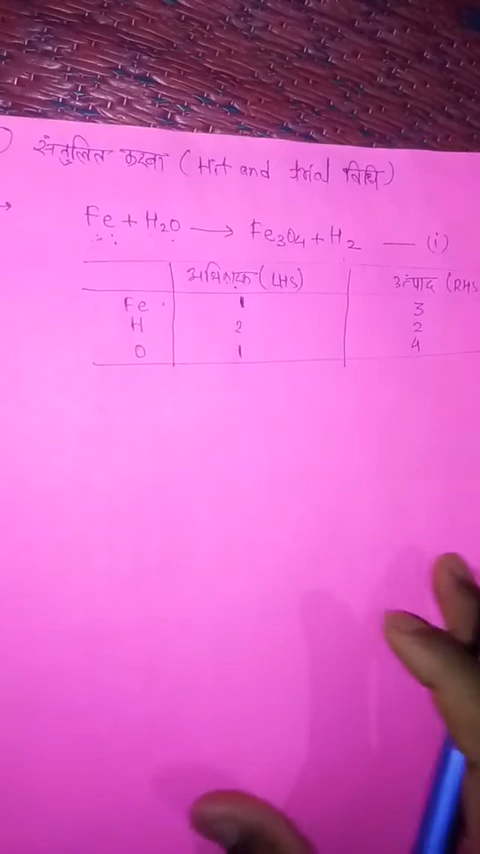 ) संतुलित करना (Hit and trial विधि)
→ Fe + H₂O ⟶ Fe₃O₄ + H₂ — (i)
अभिकारक (LHS) उत्पाद (RHS
Fe 1 3
H 2 2
O 1 4